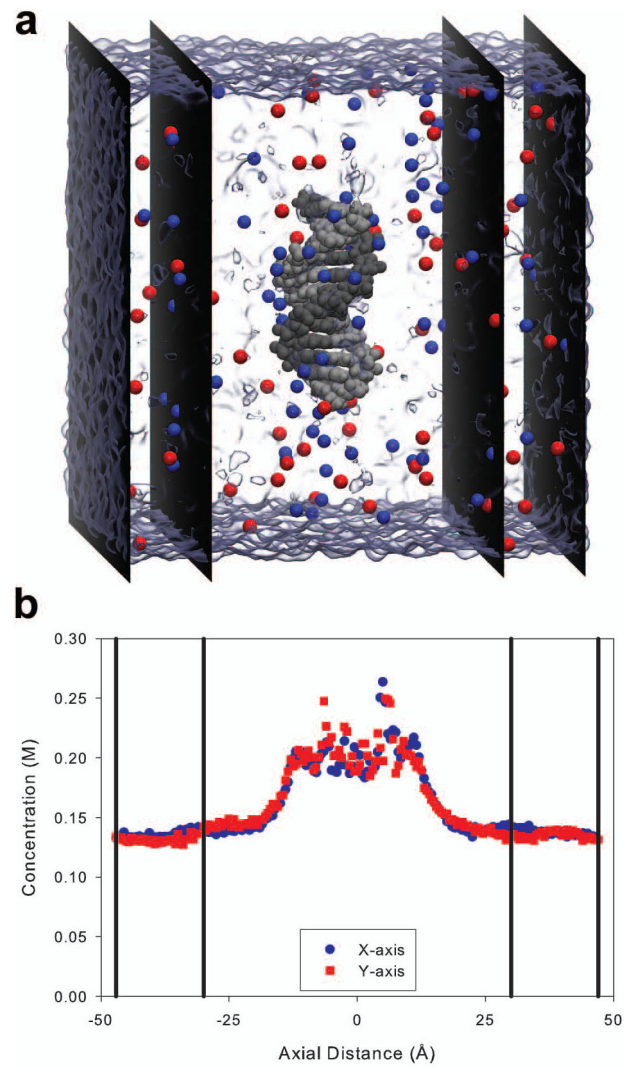 a
b
0.30
0.25
0.20
0.15
0.10
0.05
0.00
Concentration (M)
X-axis
Y-axis
-50 -25 0 25 50
Axial Distance (Å)